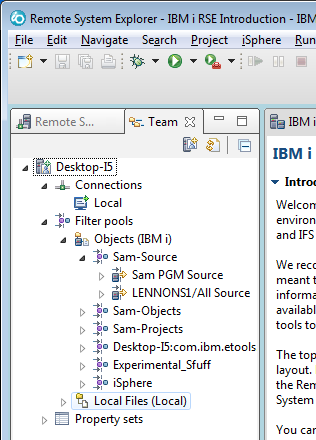 Remote System Explorer - IBM i RSE Introduction - IBM
File Edit Navigate Search Project iSphere Run
Remote S... Team IBM i
Desktop-I5
Connections
Local
Filter pools
Objects (IBM i)
Sam-Source
Sam PGM Source
LENNONS1/All Source
Sam-Objects
Sam-Projects
Desktop-I5:com.ibm.etools
Experimental_Sfuff
iSphere
Local Files (Local)
Property sets
IBM i
Introd
Welcom
environ
and IFS
We reco
meant t
informa
availabl
tools to
The top
layout.
the Rem
System
You can